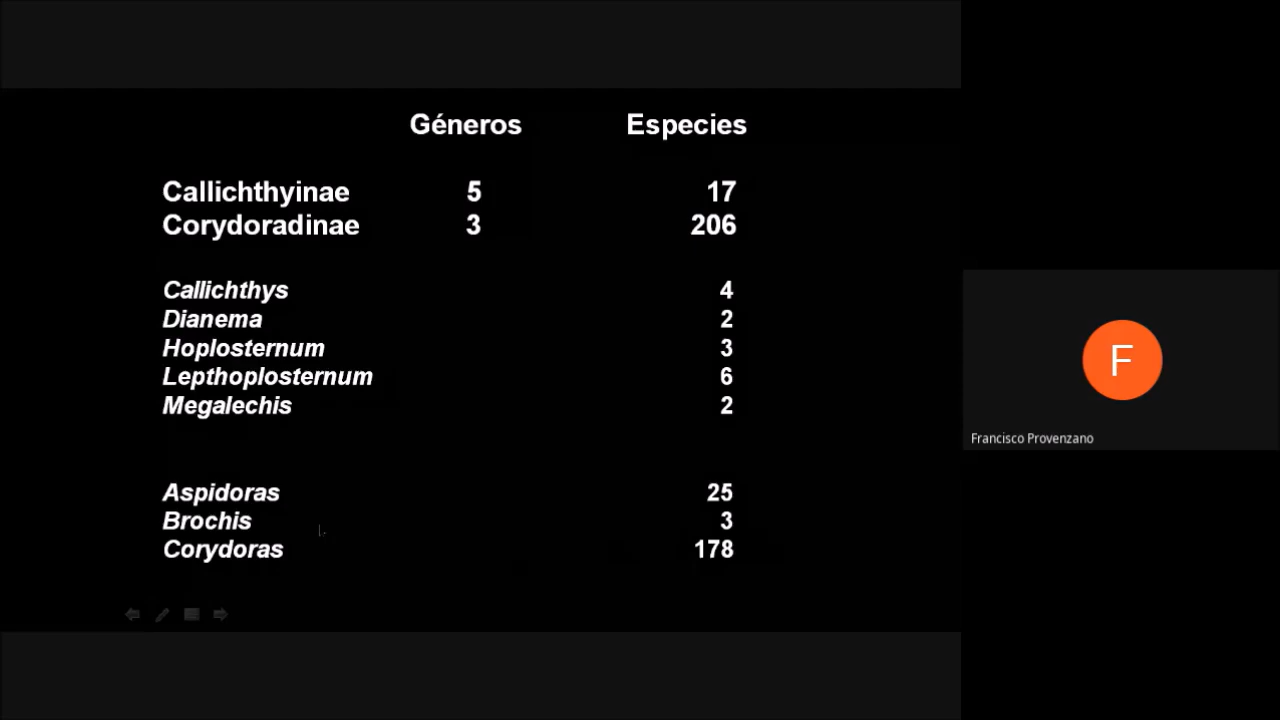 Géneros Especies
Callichthyinae 5 17
Corydoradinae 3 206
Callichthys 4
Dianema 2
Hoplosternum 3
Lepthoplosternum 6
Megalechis 2
Aspidoras 25
Brochis 3
Corydoras 178
F
Francisco Provenzano